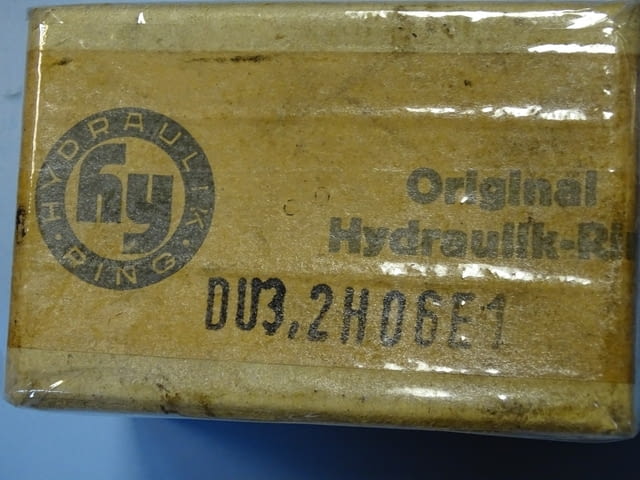 HYDRAULIK
hy
· RING ·
Original
Hydraulik-Ri
DU3,2H06E1